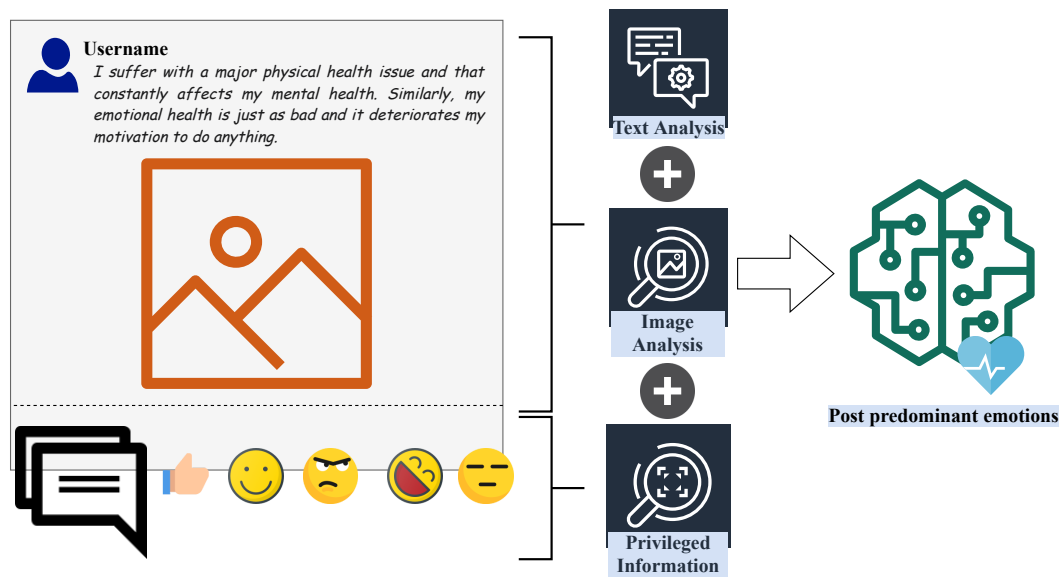 Username
I suffer with a major physical health issue and that
constantly affects my mental health. Similarly, my
emotional health is just as bad and it deteriorates my
motivation to do anything.
Text Analysis
Image
Analysis
Privileged
Information
Post predominant emotions